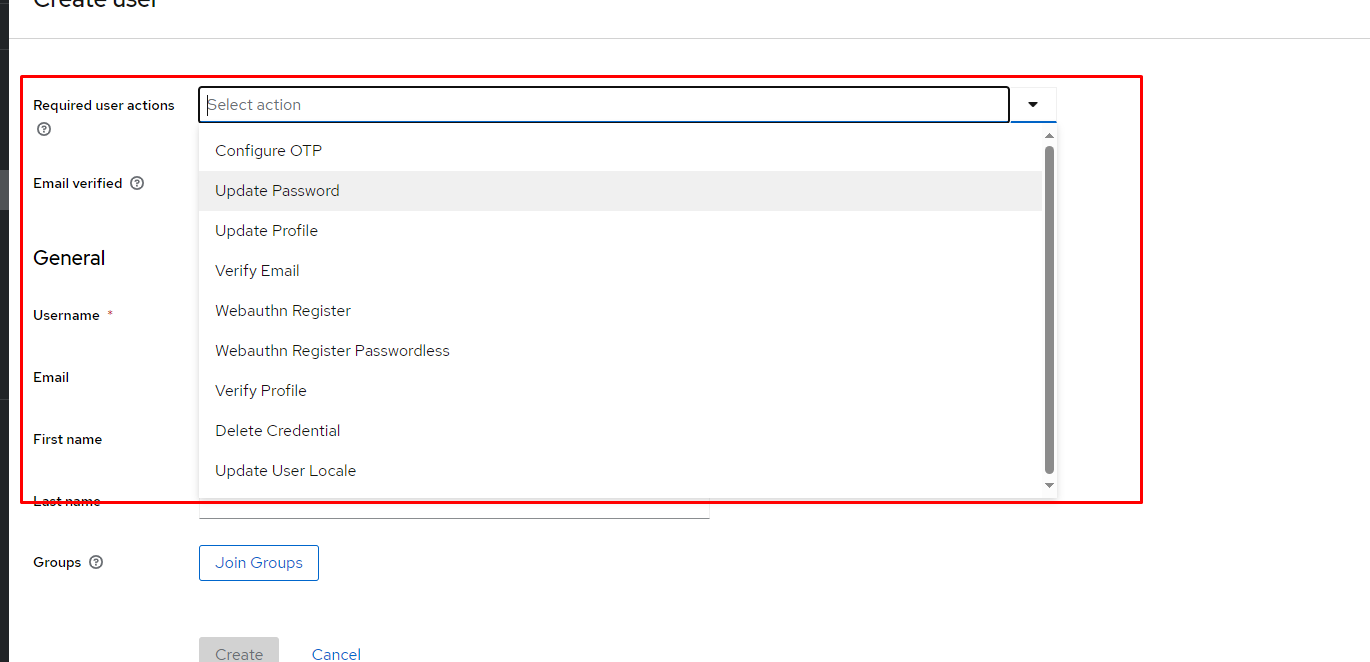 Create user
Required user actions
Select action
Configure OTP
Update Password
Update Profile
Verify Email
Webauthn Register
Webauthn Register Passwordless
Verify Profile
Delete Credential
Update User Locale
Email verified
General
Username *
Email
First name
Last name
Groups
Join Groups
Create
Cancel